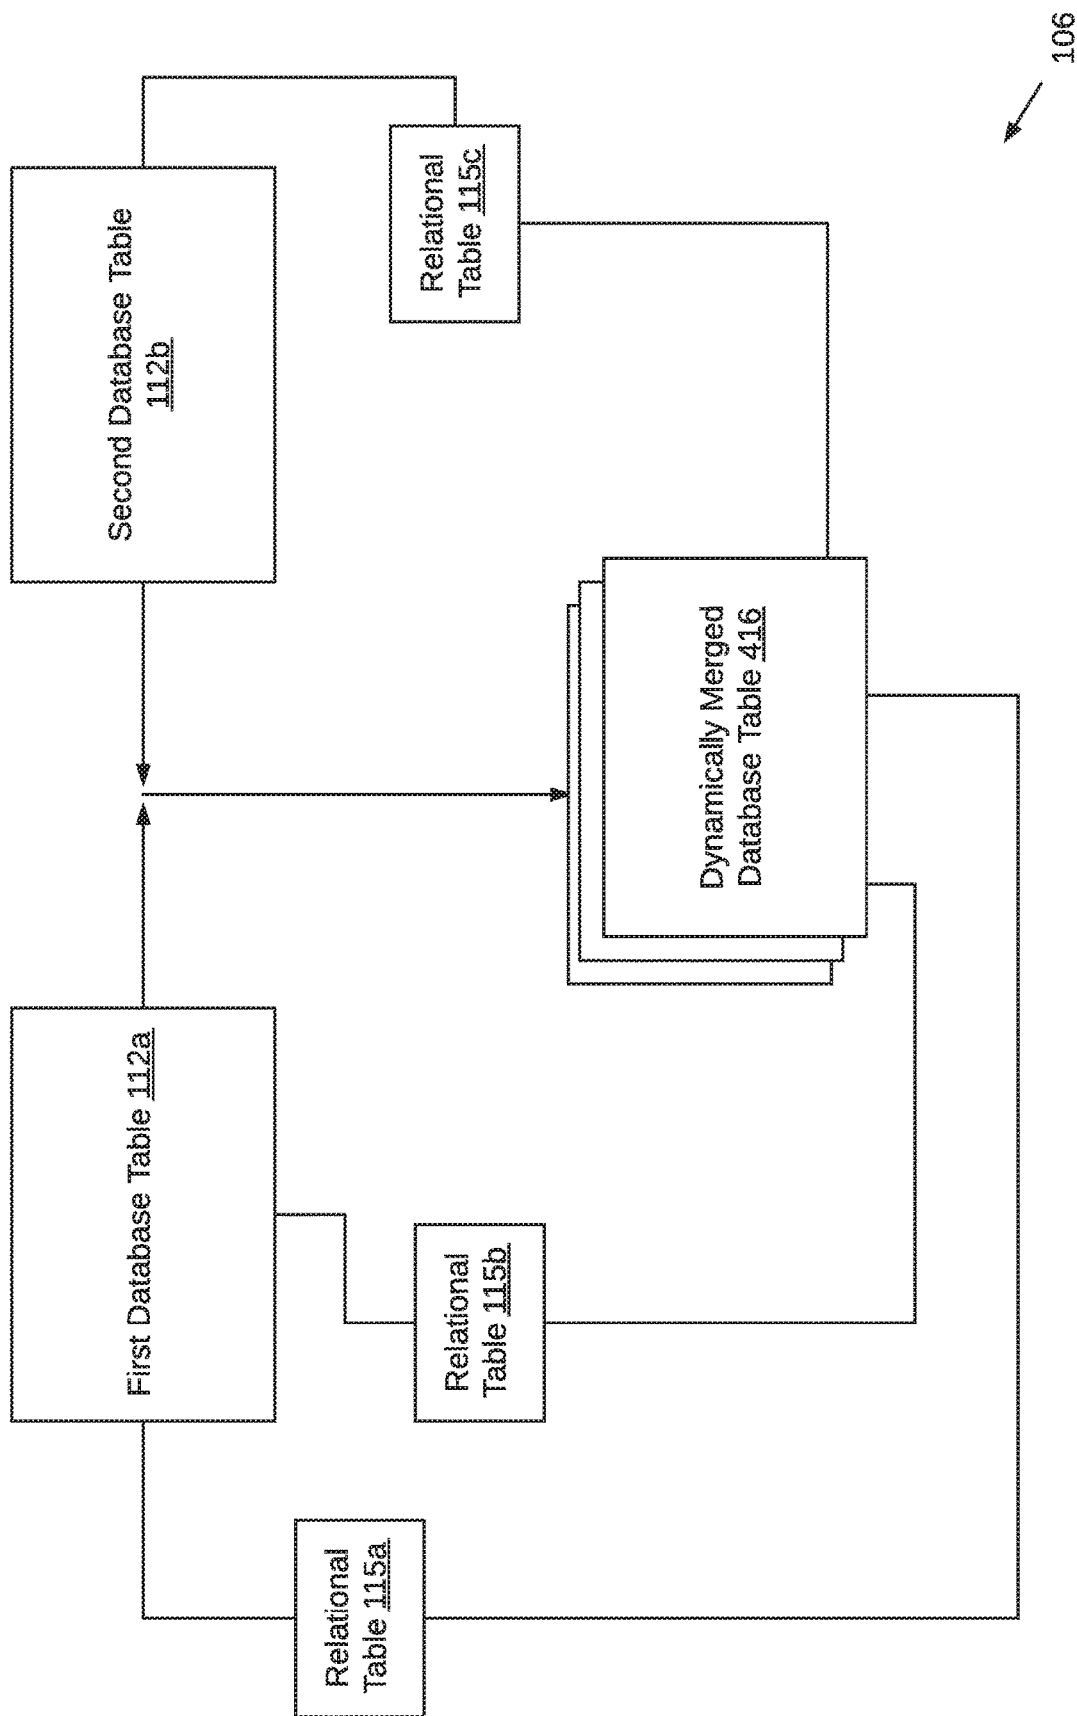 106
First Database Table 112a
Second Database Table
112b
Relational
Table 115a
Relational
Table 115b
Relational
Table 115c
Dynamically Merged
Database Table 416